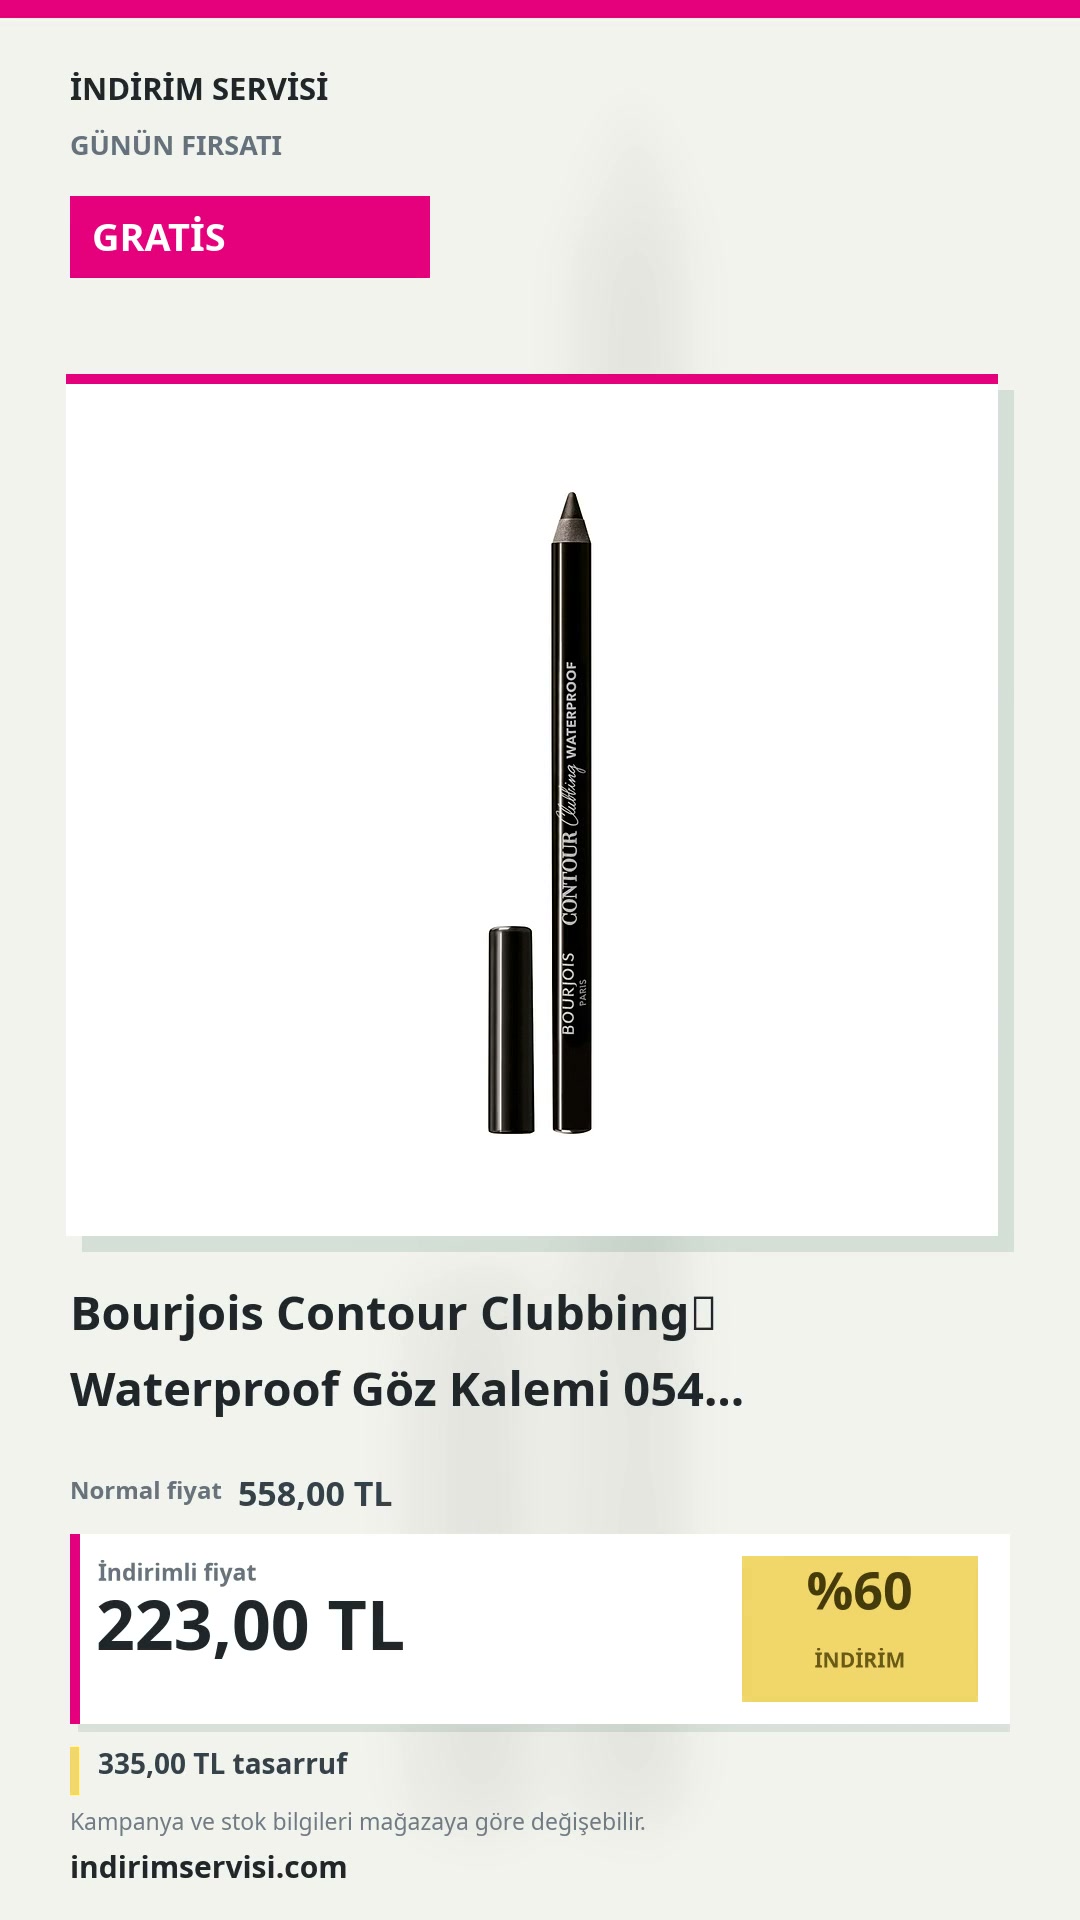 İNDİRİM SERVİSİ
GÜNÜN FIRSATI
GRATİS
BOURJOIS PARIS CONTOUR Clubbing WATERPROOF
Bourjois Contour Clubbing
Waterproof Göz Kalemi 054...
Normal fiyat 558,00 TL
İndirimli fiyat
223,00 TL
%60
İNDİRİM
335,00 TL tasarruf
Kampanya ve stok bilgileri mağazaya göre değişebilir.
indirimservisi.com